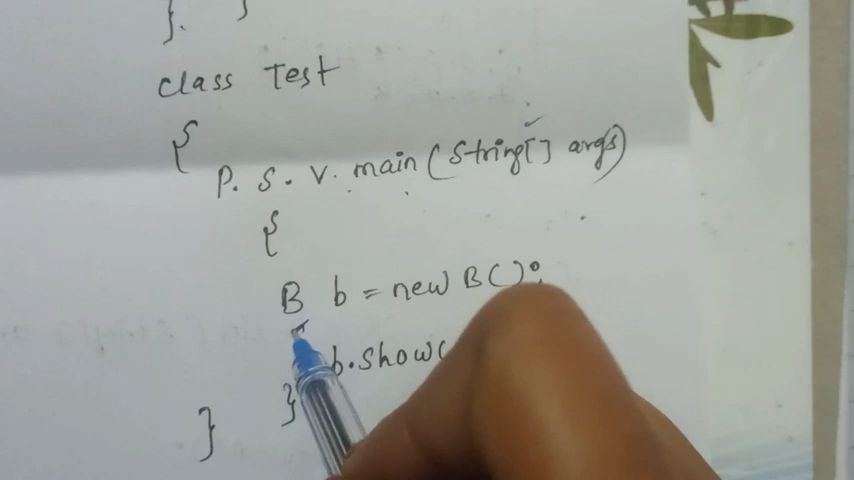 } }
class Test
{
P. S. V. main (String[] args)
{
B b = new B();
b.show(
}
}